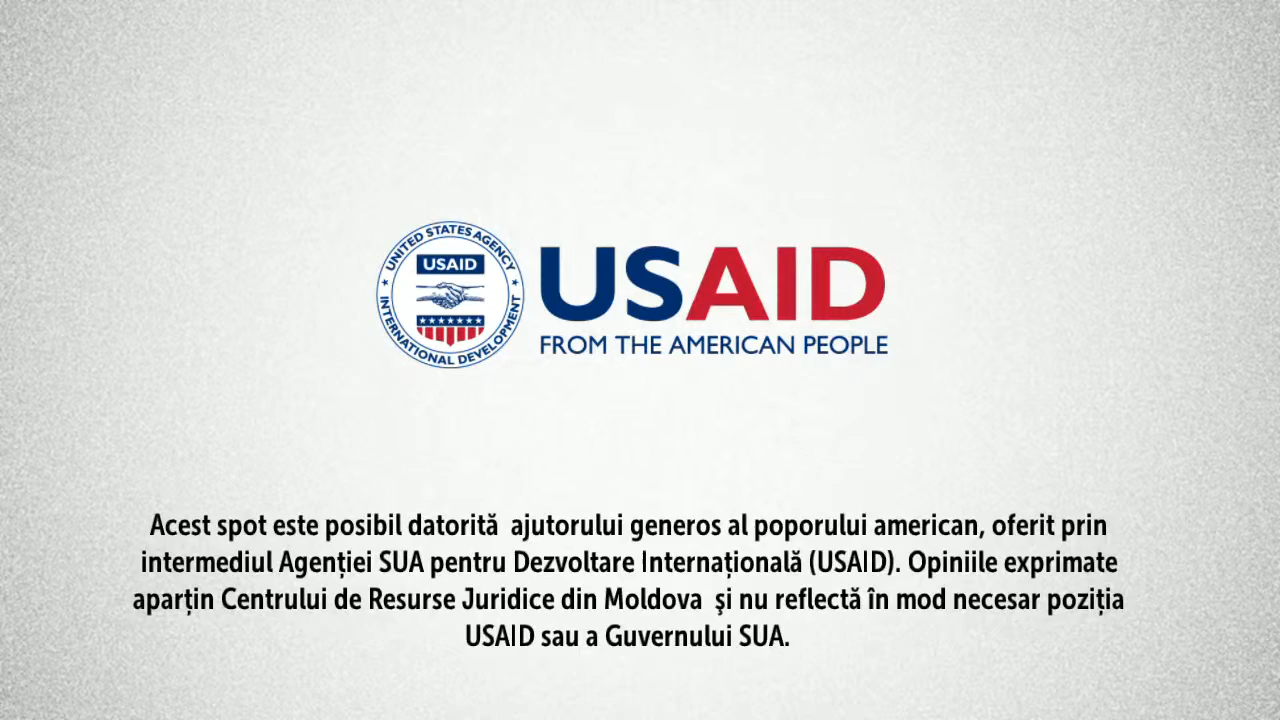 UNITED STATES AGENCY
USAID
INTERNATIONAL DEVELOPMENT
USAID
FROM THE AMERICAN PEOPLE
Acest spot este posibil datorită  ajutorului generos al poporului american, oferit prin
intermediul Agenției SUA pentru Dezvoltare Internațională (USAID). Opiniile exprimate
aparțin Centrului de Resurse Juridice din Moldova  şi nu reflectă în mod necesar poziția
USAID sau a Guvernului SUA.